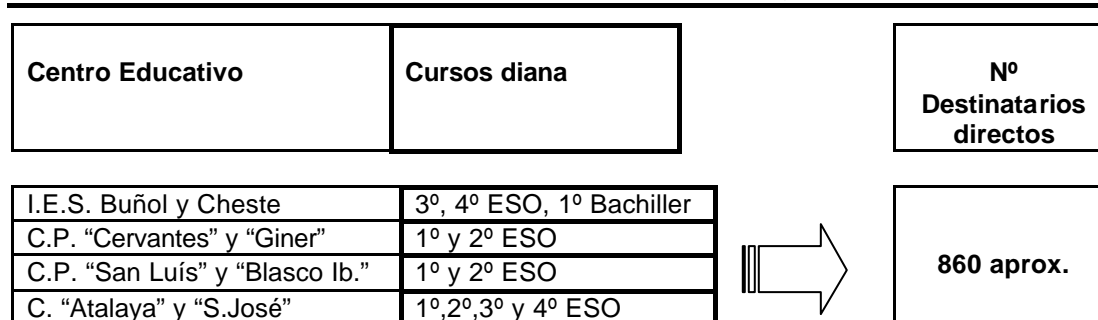 Centro Educativo
Cursos diana
Nº
Destinatarios
directos
I.E.S. Buñol y Cheste
3º, 4º ESO, 1º Bachiller
C.P. “Cervantes” y “Giner”
1º y 2º ESO
C.P. “San Luís” y “Blasco Ib.”
1º y 2º ESO
C. “Atalaya” y “S.José”
1º,2º,3º y 4º ESO
860 aprox.